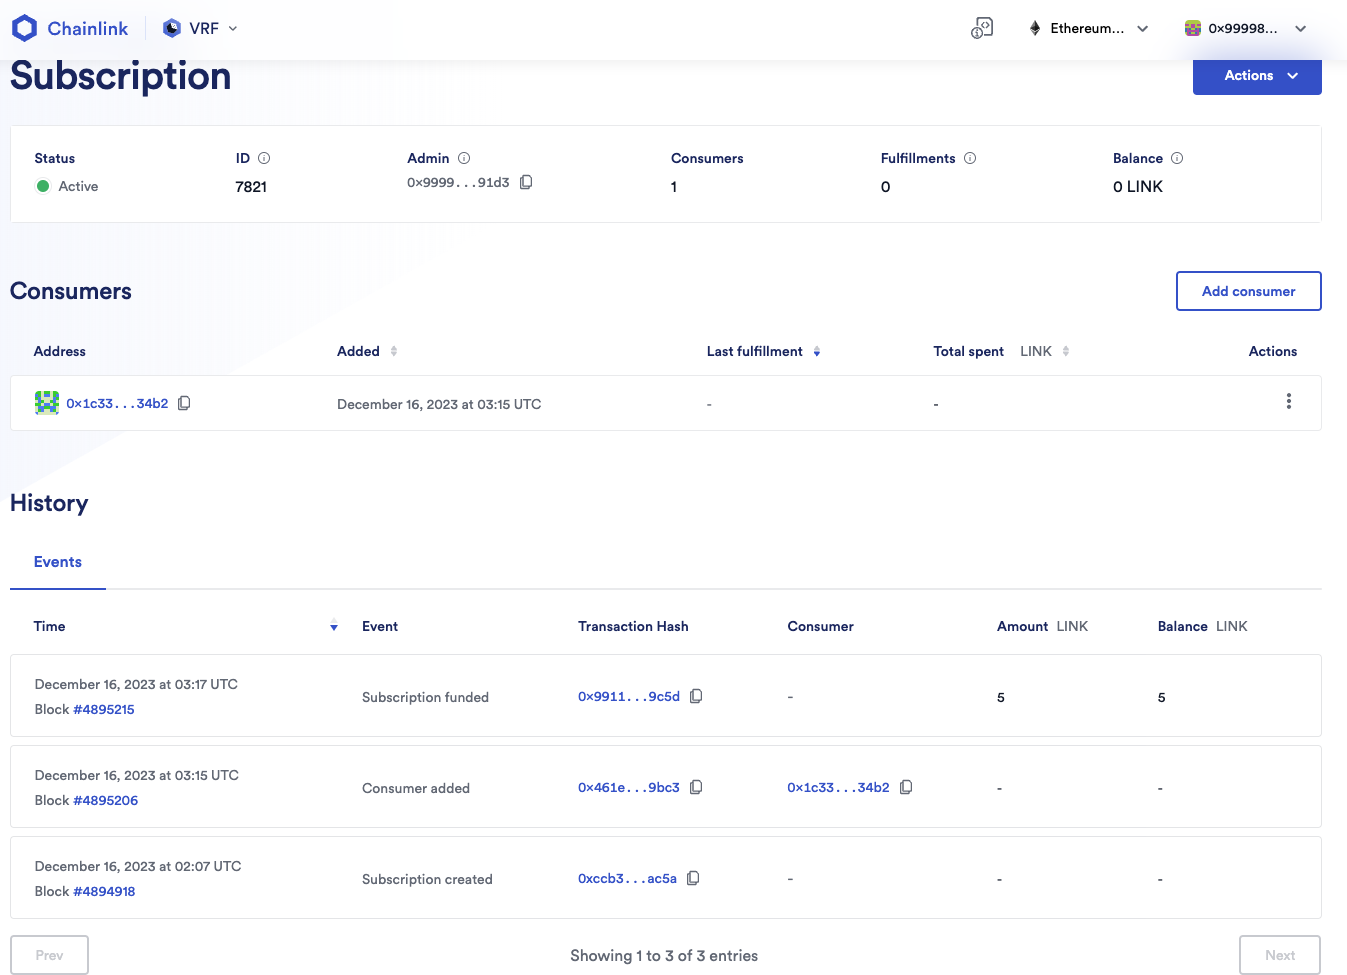 Chainlink VRF Ethereum... 0x99998...
Subscription Actions
Status ID Admin Consumers Fulfillments Balance
Active 7821 0x9999...91d3 1 0 0 LINK
Consumers Add consumer
Address Added Last fulfillment Total spent LINK Actions
0x1c33...34b2 December 16, 2023 at 03:15 UTC - -
History
Events
Time Event Transaction Hash Consumer Amount LINK Balance LINK
December 16, 2023 at 03:17 UTC
Block #4895215 Subscription funded 0x9911...9c5d - 5 5
December 16, 2023 at 03:15 UTC
Block #4895206 Consumer added 0x461e...9bc3 0x1c33...34b2 - -
December 16, 2023 at 02:07 UTC
Block #4894918 Subscription created 0xccb3...ac5a - - -
Prev Showing 1 to 3 of 3 entries Next